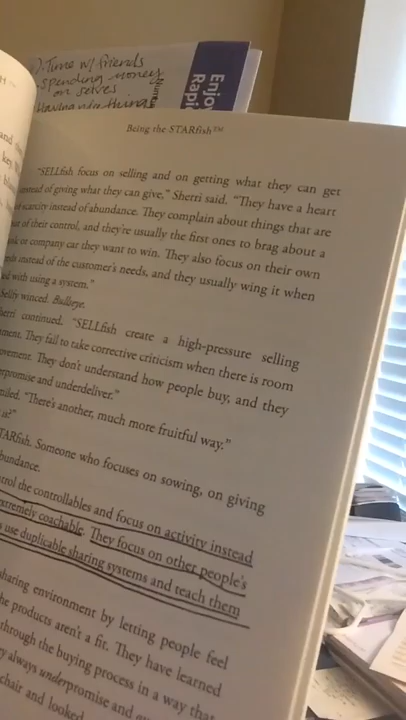 Time w/ friends
spending money
on selves
Enjoy
Rapi
Being the STARfish™
"SELLfish focus on selling and on getting what they can get
instead of giving what they can give," Sherri said. "They have a heart
scarcity instead of abundance. They complain about things that are
of their control, and they're usually the first ones to brag about a
or company car they want to win. They also focus on their own
instead of the customer's needs, and they usually wing it when
with using a system."
winced. Bullseye.
continued. "SELLfish create a high-pressure selling
They fail to take corrective criticism when there is room
They don't understand how people buy, and they
and underdeliver."
"There's another, much more fruitful way."
Someone who focuses on sowing, on giving
the controllables and focus on activity instead
extremely coachable. They focus on other people's
use duplicable sharing systems and teach them
sharing environment by letting people feel
products aren't a fit. They have learned
through the buying process in a way that
always underpromise and
chair and looked